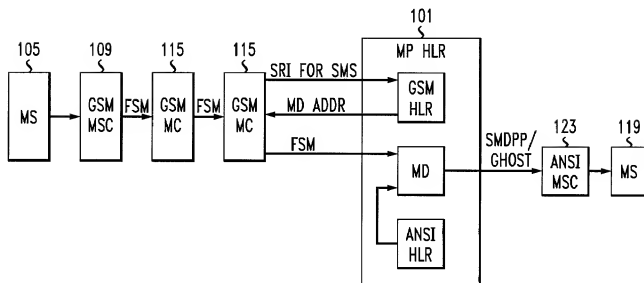 101
105
109
115
115
MP HLR
MS
GSM
MSC
FSM
GSM
MC
FSM
GSM
MC
SRI FOR SMS
MD ADDR
GSM
HLR
FSM
MD
ANSI
HLR
SMDPP/
GHOST
123
ANSI
MSC
119
MS